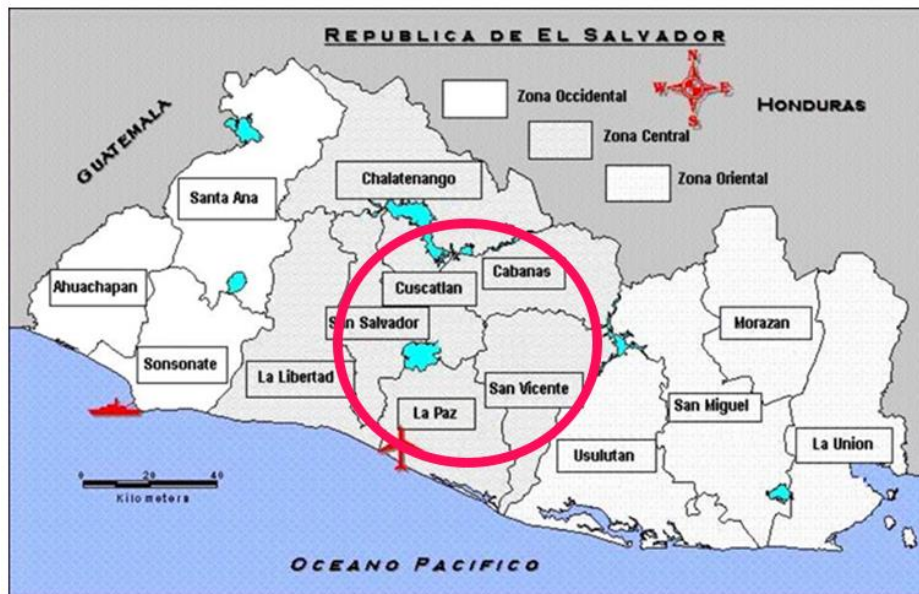 REPUBLICA DE EL SALVADOR
N
W E
S
Zona Occidental
HONDURAS
GUATEMALA
Zona Central
Zona Oriental
Chalatenango
Santa Ana
Ahuachapan
Cuscatlan
Cabanas
San Salvador
Morazan
Sonsonate
La Libertad
San Vicente
La Paz
San Miguel
Usulutan
La Union
0 20 40
Kilometers
OCEANO PACIFICO